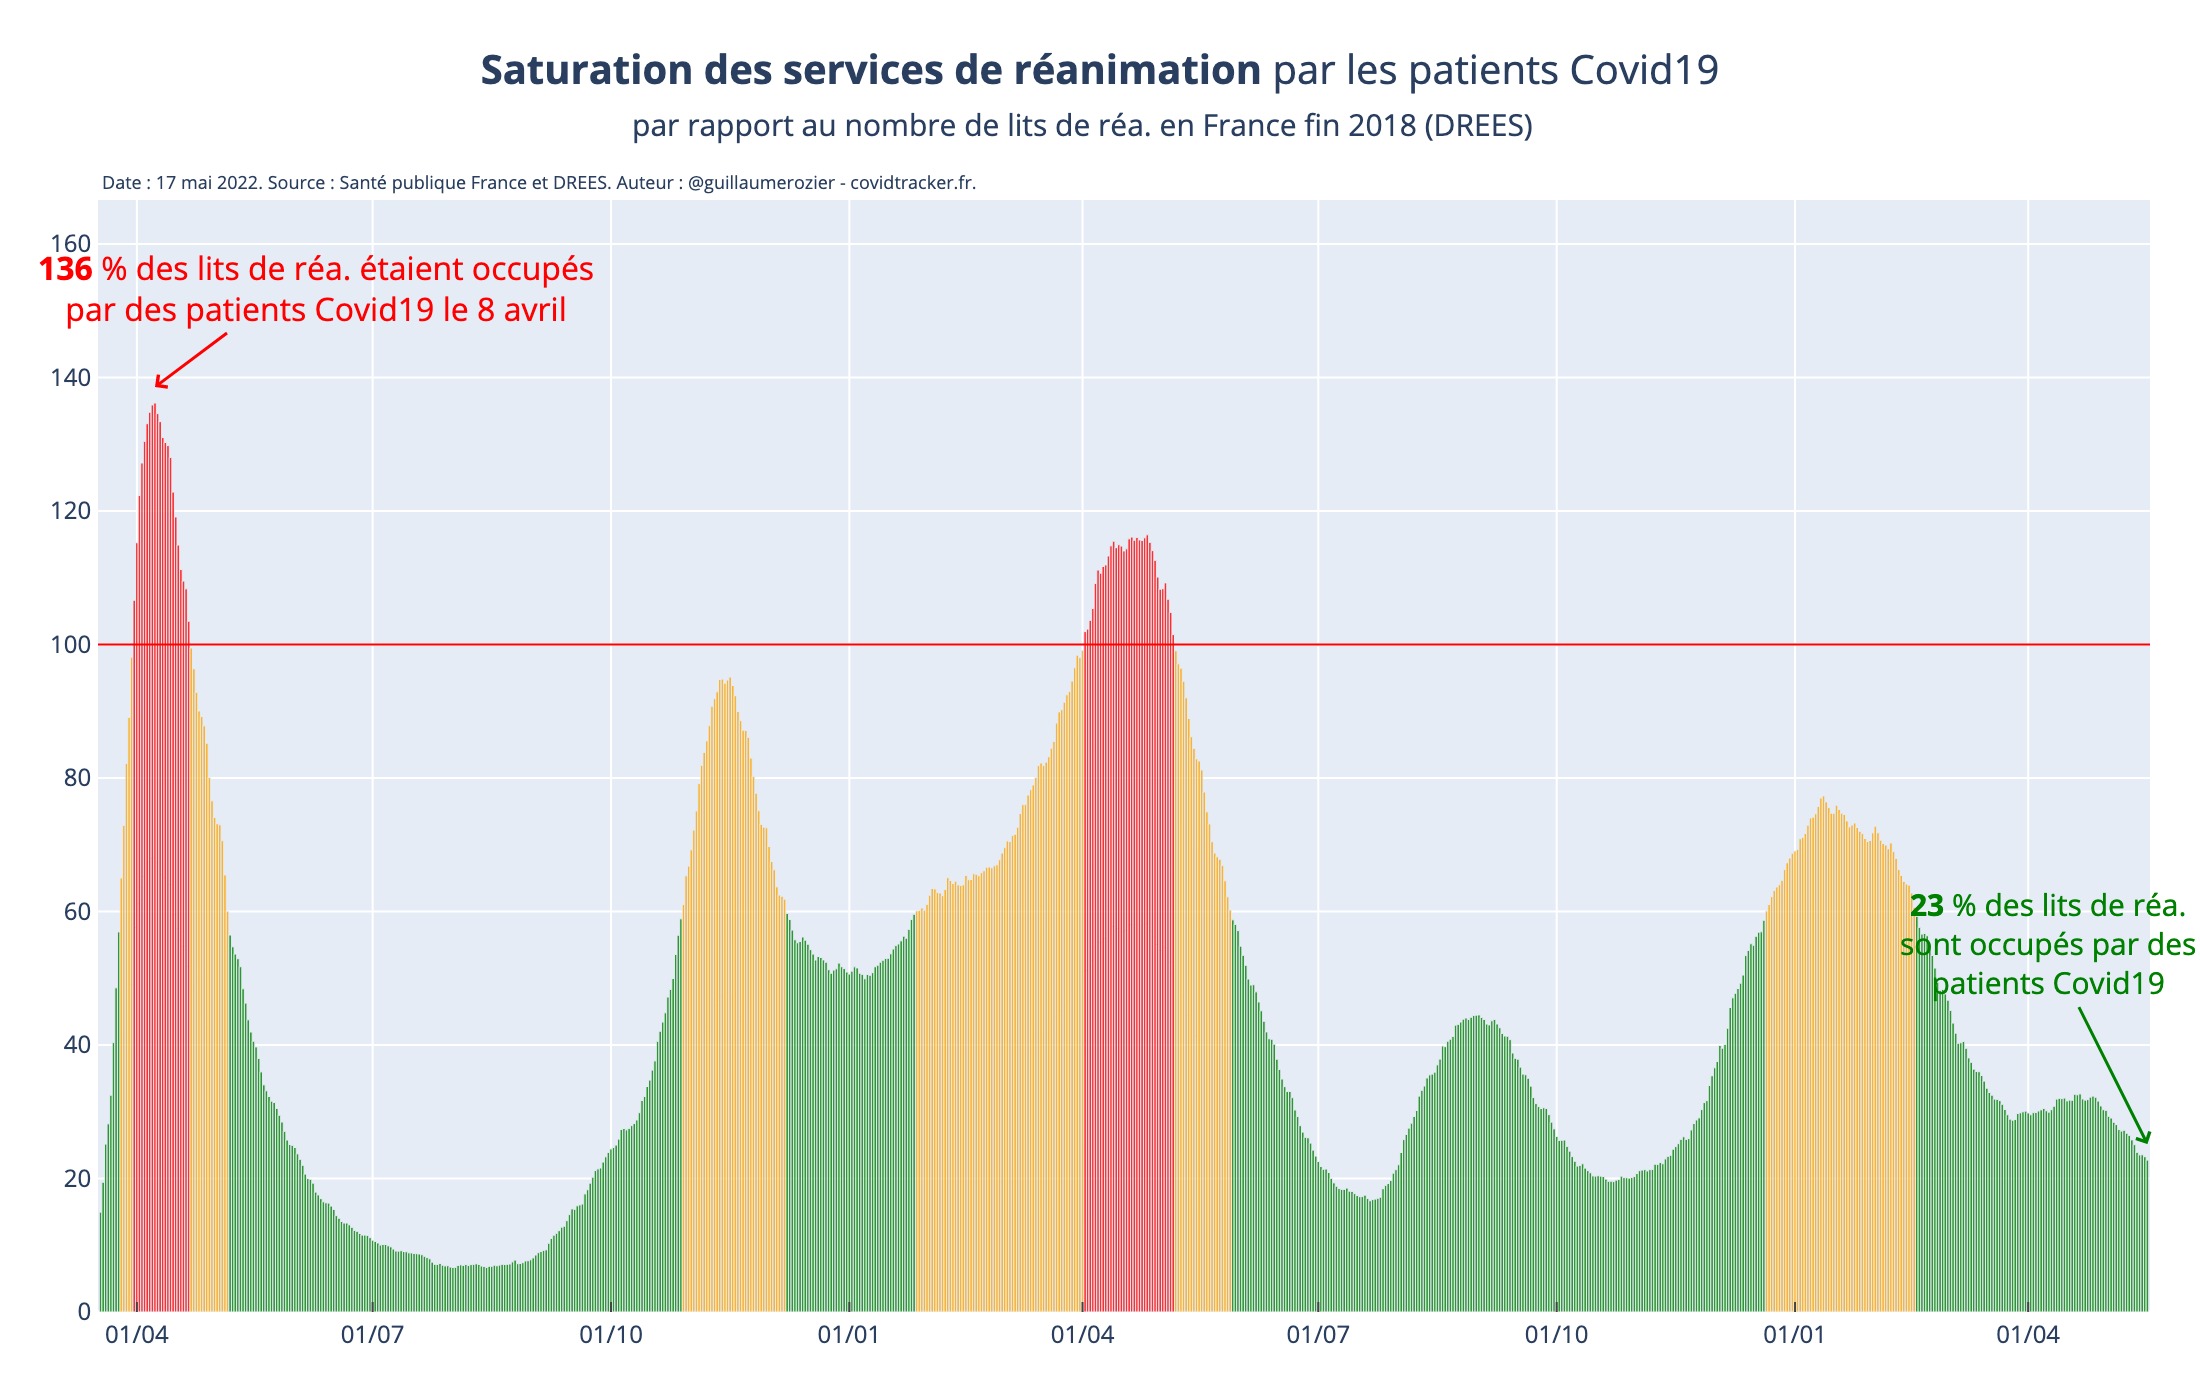 Saturation des services de réanimation par les patients Covid19
par rapport au nombre de lits de réa. en France fin 2018 (DREES)
Date : 17 mai 2022. Source : Santé publique France et DREES. Auteur : @guillaumerozier - covidtracker.fr.
160
136 % des lits de réa. étaient occupés
par des patients Covid19 le 8 avril
140
120
100
80
60
23 % des lits de réa.
sont occupés par des
patients Covid19
40
20
0
01/04 01/07 01/10 01/01 01/04 01/07 01/10 01/01 01/04